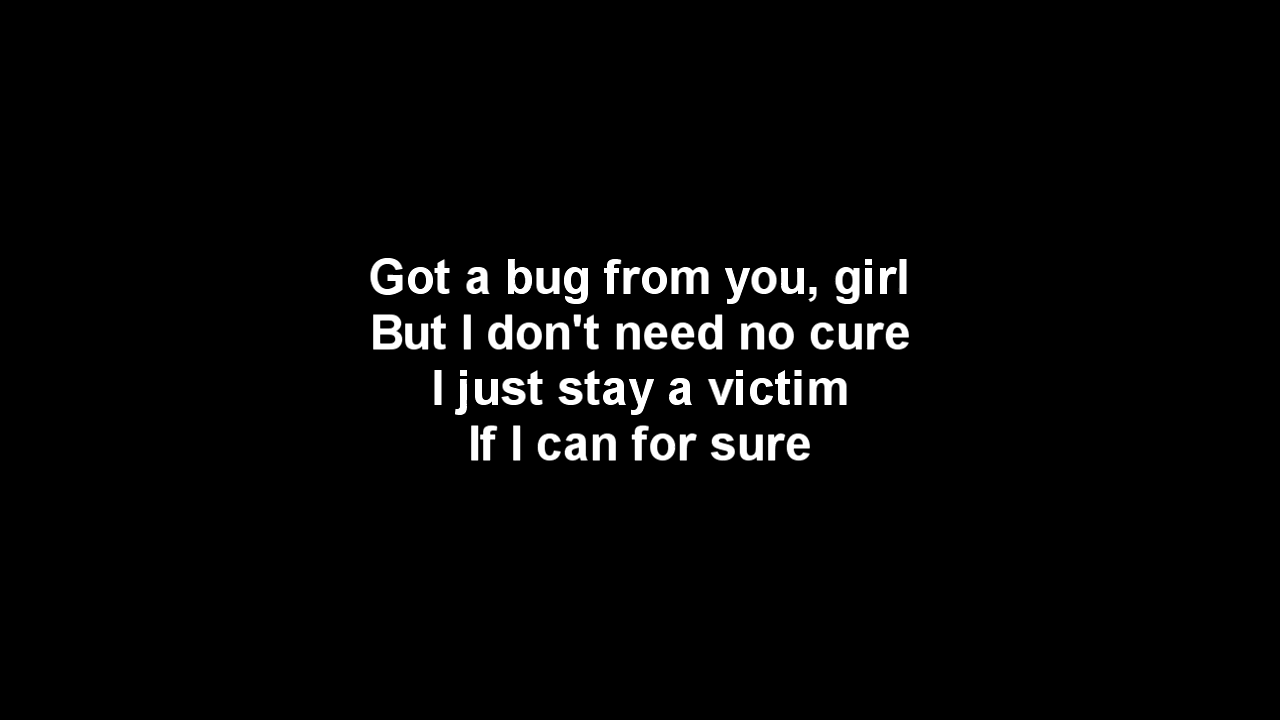 Got a bug from you, girl
But I don't need no cure
I just stay a victim
If I can for sure